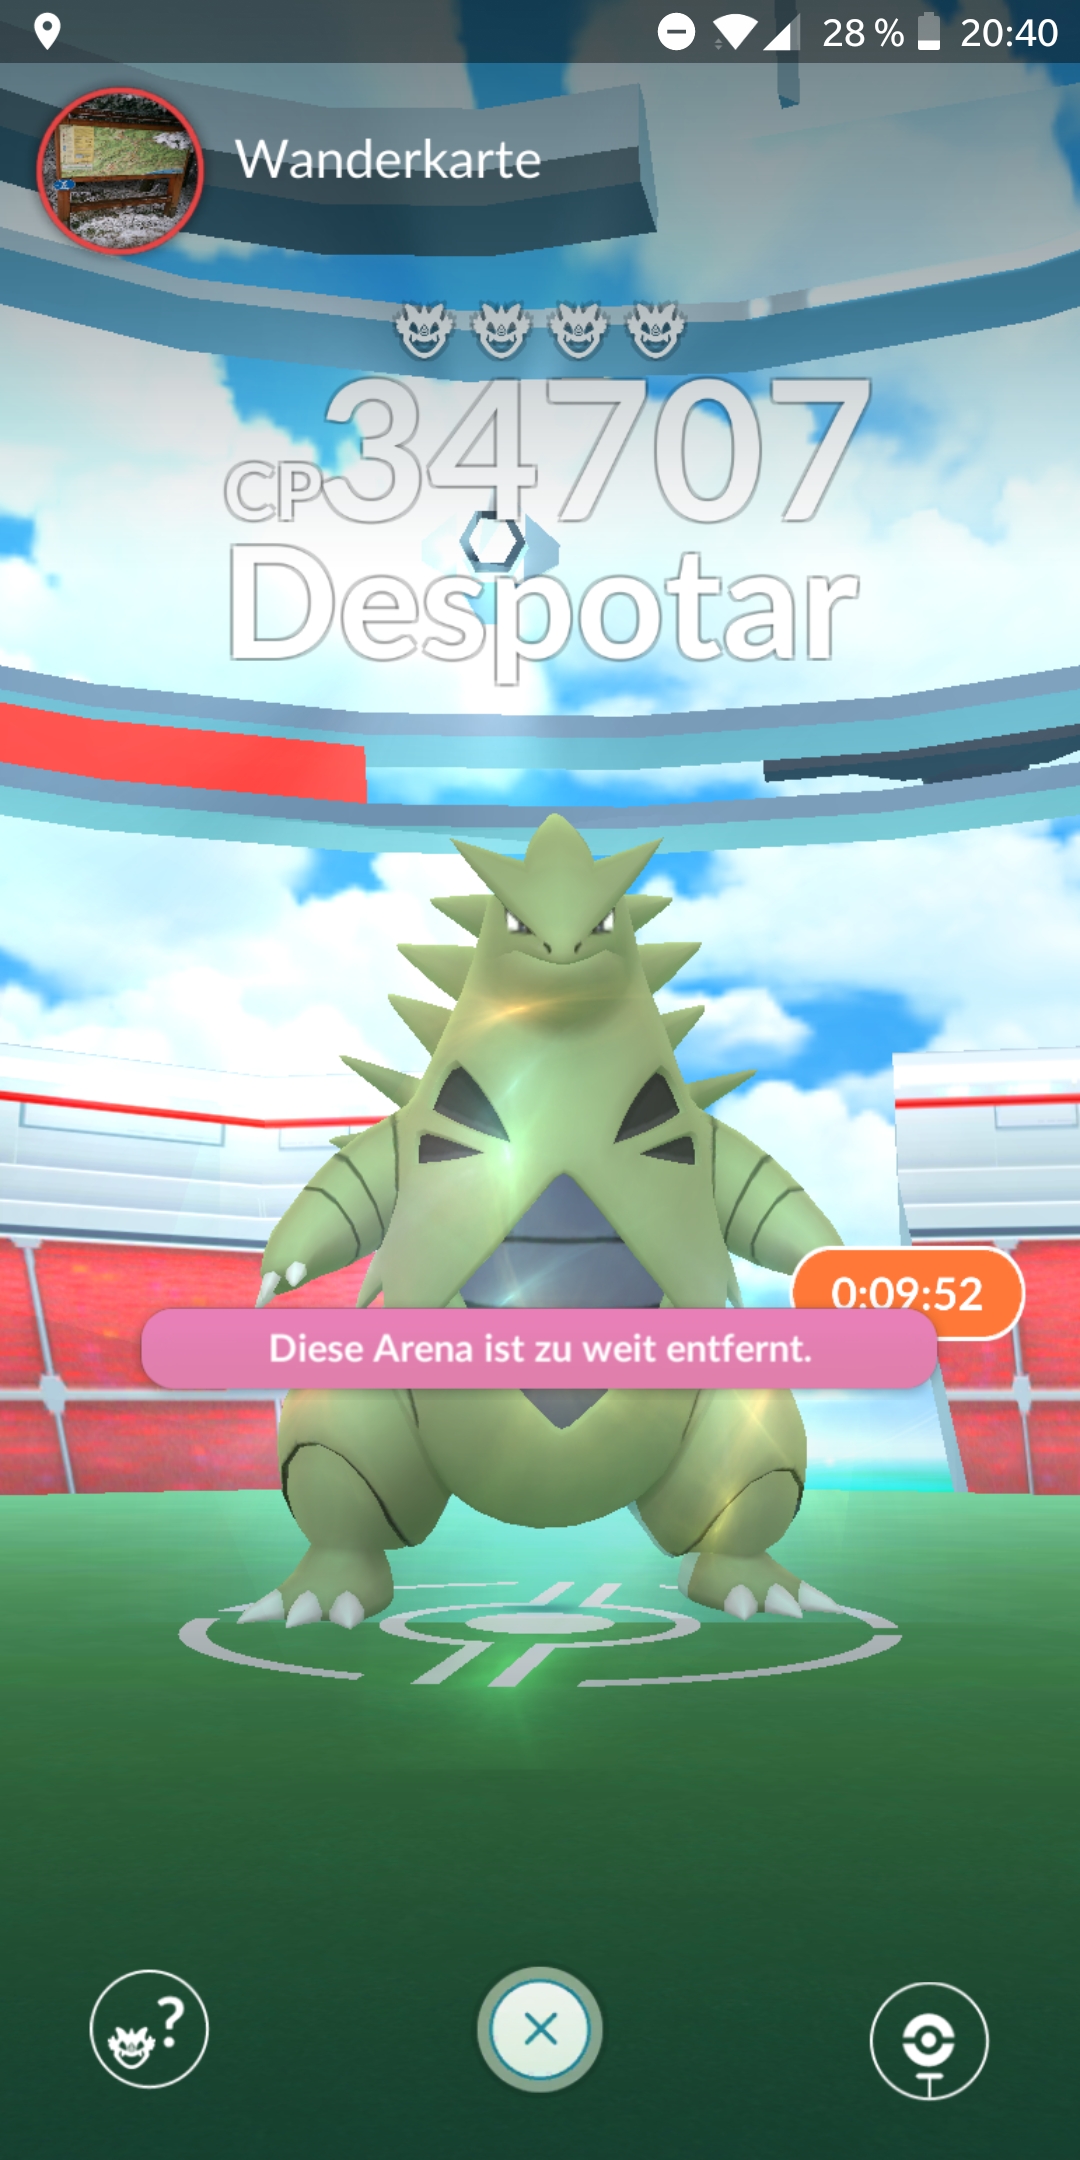 28 % 20:40
Wanderkarte
CP34707
Despotar
0:09:52
Diese Arena ist zu weit entfernt.
?